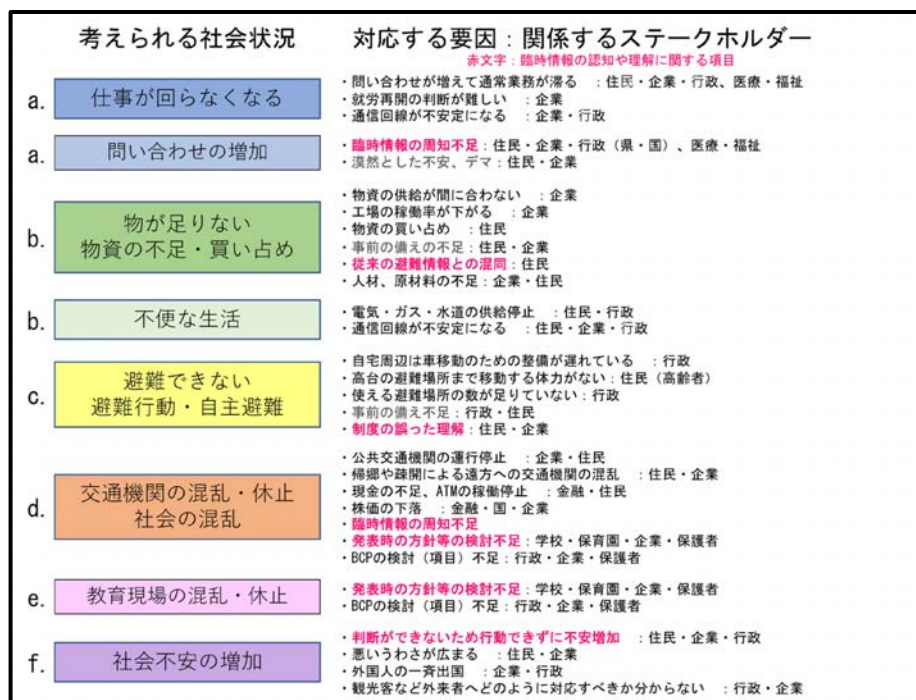 考えられる社会状況
対応する要因：関係するステークホルダー
赤文字：臨時情報の認知や理解に関する項目
a. 仕事が回らなくなる
・問い合わせが増えて通常業務が滞る ：住民・企業・行政、医療・福祉
・就労再開の判断が難しい ：企業
・通信回線が不安定になる ：企業・行政
a. 問い合わせの増加
・臨時情報の周知不足：住民・企業・行政（県・国）、医療・福祉
・漠然とした不安、デマ：住民・企業
b. 物が足りない
物資の不足・買い占め
・物資の供給が間に合わない ：企業
・工場の稼働率が下がる ：企業
・物資の買い占め ：住民
・事前の備えの不足：住民・企業
・従来の避難情報との混同：住民
・人材、原材料の不足：企業・住民
b. 不便な生活
・電気・ガス・水道の供給停止 ：住民・行政
・通信回線が不安定になる ：住民・企業・行政
c. 避難できない
避難行動・自主避難
・自宅周辺は車移動のための整備が遅れている ：行政
・高台の避難場所まで移動する体力がない：住民（高齢者）
・使える避難場所の数が足りていない：行政
・事前の備え不足：行政・住民
・制度の誤った理解：住民・企業
d. 交通機関の混乱・休止
社会の混乱
・公共交通機関の運行停止 ：企業・住民
・帰郷や疎開による遠方への交通機関の混乱 ：住民・企業
・現金の不足、ATMの稼働停止 ：金融・住民
・株価の下落 ：金融・国・企業
・臨時情報の周知不足
・発表時の方針等の検討不足：学校・保育園・企業・保護者
・BCPの検討（項目）不足：行政・企業・保護者
e. 教育現場の混乱・休止
・発表時の方針等の検討不足：学校・保育園・企業・保護者
・BCPの検討（項目）不足：行政・企業・保護者
f. 社会不安の増加
・判断ができないため行動できずに不安増加 ：住民・企業・行政
・悪いうわさが広まる ：住民・企業
・外国人の一斉出国 ：企業・行政
・観光客など外来者へどのように対応すべきか分からない ：行政・企業